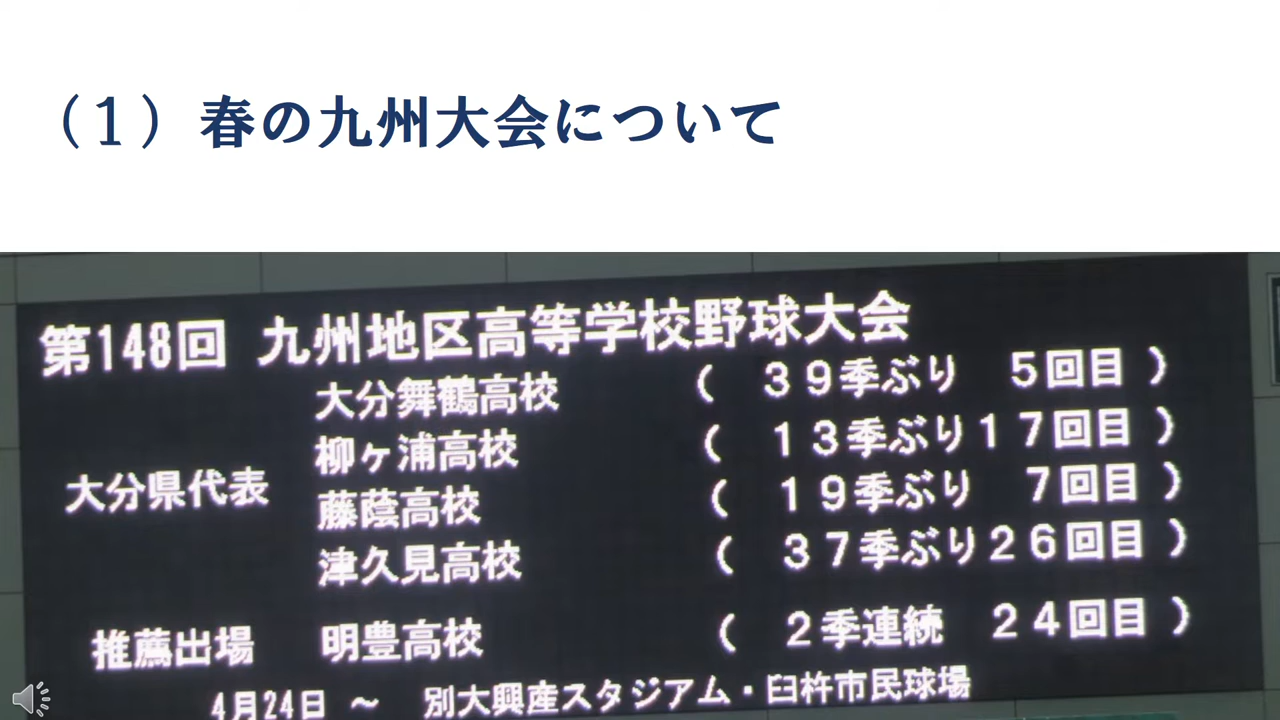 （１）春の九州大会について
第148回 九州地区高等学校野球大会
大分舞鶴高校 （ ３９季ぶり ５回目 ）
柳ヶ浦高校 （ １３季ぶり１７回目 ）
大分県代表
藤蔭高校 （ １９季ぶり ７回目 ）
津久見高校 （ ３７季ぶり２６回目 ）
推薦出場 明豊高校 （ ２季連続 ２４回目 ）
4月24日 ～ 別大興産スタジアム・臼杵市民球場